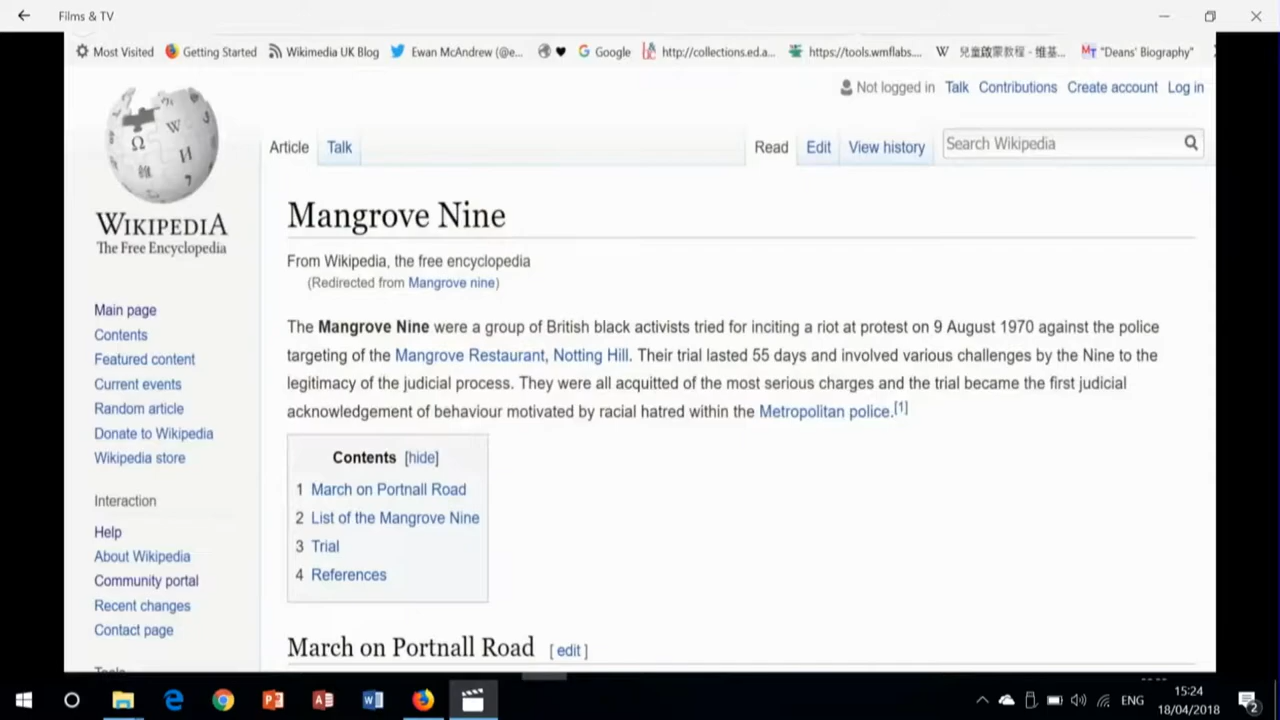 Films & TV
Most Visited Getting Started Wikimedia UK Blog Ewan McAndrew (@e... Google http://collections.ed.a... https://tools.wmflabs... 兒童啟蒙教程 - 维基... "Deans' Biography"
Not logged in Talk Contributions Create account Log in
Article Talk Read Edit View history Search Wikipedia
WIKIPEDIA
The Free Encyclopedia
Mangrove Nine
From Wikipedia, the free encyclopedia
(Redirected from Mangrove nine)
The Mangrove Nine were a group of British black activists tried for inciting a riot at protest on 9 August 1970 against the police
targeting of the Mangrove Restaurant, Notting Hill. Their trial lasted 55 days and involved various challenges by the Nine to the
legitimacy of the judicial process. They were all acquitted of the most serious charges and the trial became the first judicial
acknowledgement of behaviour motivated by racial hatred within the Metropolitan police.[1]
Main page
Contents
Featured content
Current events
Random article
Donate to Wikipedia
Wikipedia store
Interaction
Help
About Wikipedia
Community portal
Recent changes
Contact page
Contents [hide]
1 March on Portnall Road
2 List of the Mangrove Nine
3 Trial
4 References
March on Portnall Road [ edit ]
ENG
15:24
18/04/2018
2